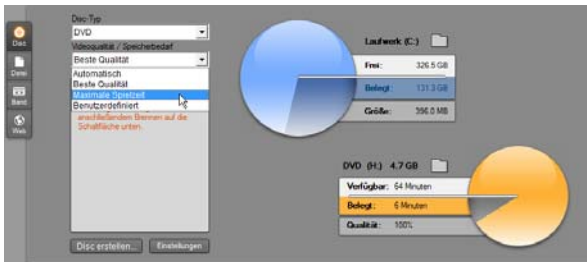 Disc-Typ
DVD
Videoqualität / Speicherbedarf
Beste Qualität
Automatisch
Beste Qualität
Maximale Spielzeit
Benutzerdefiniert
anschließendem Brennen auf die
Schaltfläche unten.
Disc erstellen...
Einstellungen
Disc
Datei
Band
Web
Laufwerk (C:)
Frei: 326.5 GB
Belegt: 131.3 GB
Größe: 396.0 MB
DVD (H:) 4.7 GB
Verfügbar: 64 Minuten
Belegt: 6 Minuten
Qualität: 100%